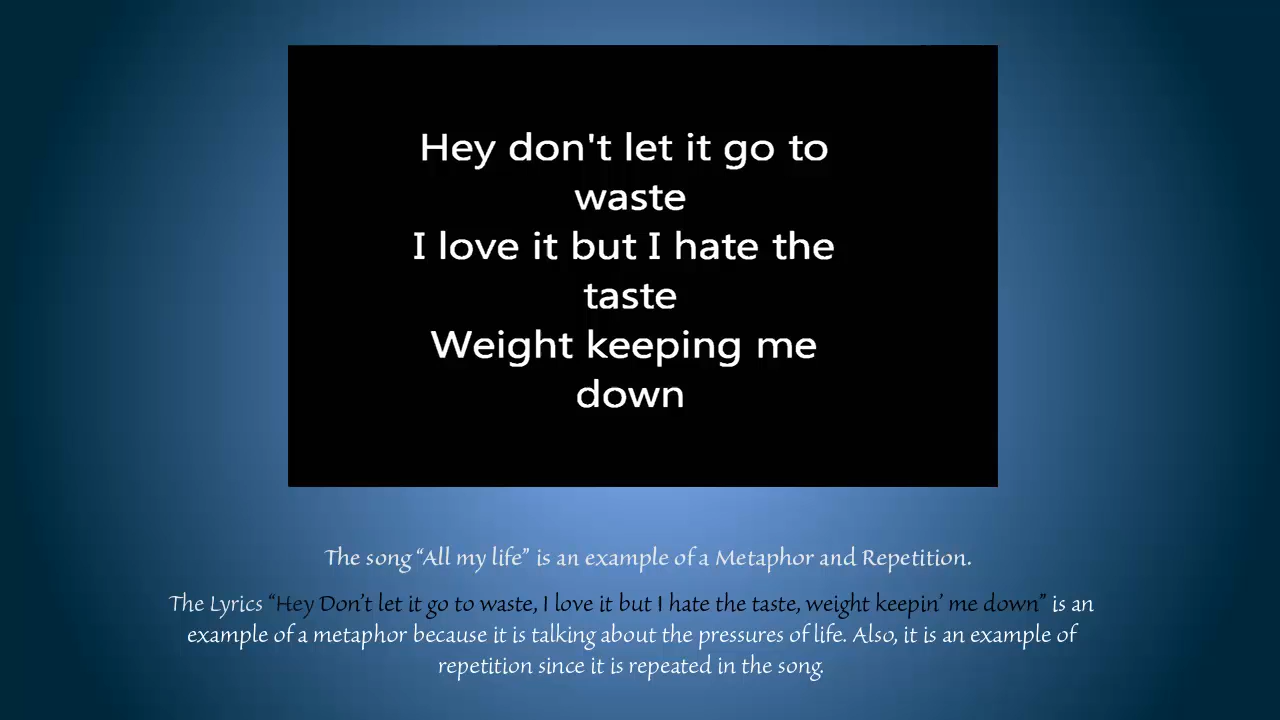 Hey don't let it go to
waste
I love it but I hate the
taste
Weight keeping me
down
The song “All my life” is an example of a Metaphor and Repetition.
The Lyrics “Hey Don’t let it go to waste, I love it but I hate the taste, weight keepin’ me down” is an
example of a metaphor because it is talking about the pressures of life. Also, it is an example of
repetition since it is repeated in the song.